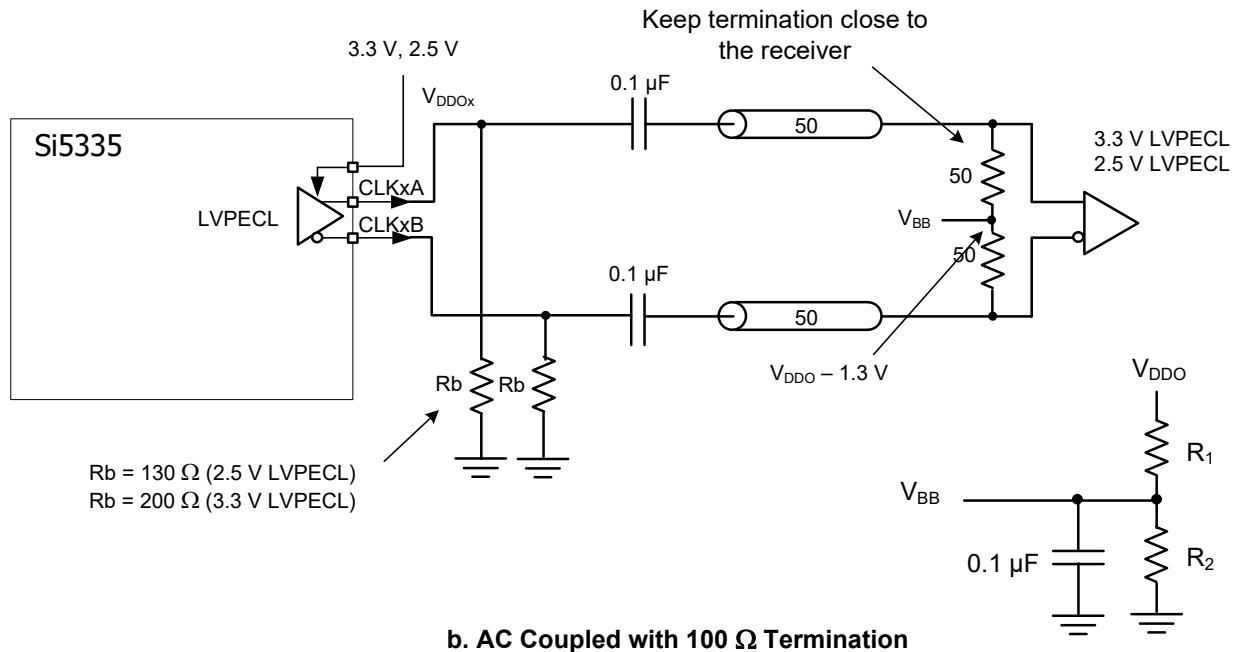 Keep termination close to
the receiver
3.3 V, 2.5 V
0.1 µF
VDDOx
50
Si5335
3.3 V LVPECL
2.5 V LVPECL
CLKxA
50
LVPECL
VBB
CLKxB
50
0.1 µF
50
VDDO – 1.3 V
Rb
Rb
VDDO
R1
Rb = 130 Ω (2.5 V LVPECL)
Rb = 200 Ω (3.3 V LVPECL)
VBB
0.1 µF
R2
b. AC Coupled with 100 Ω Termination